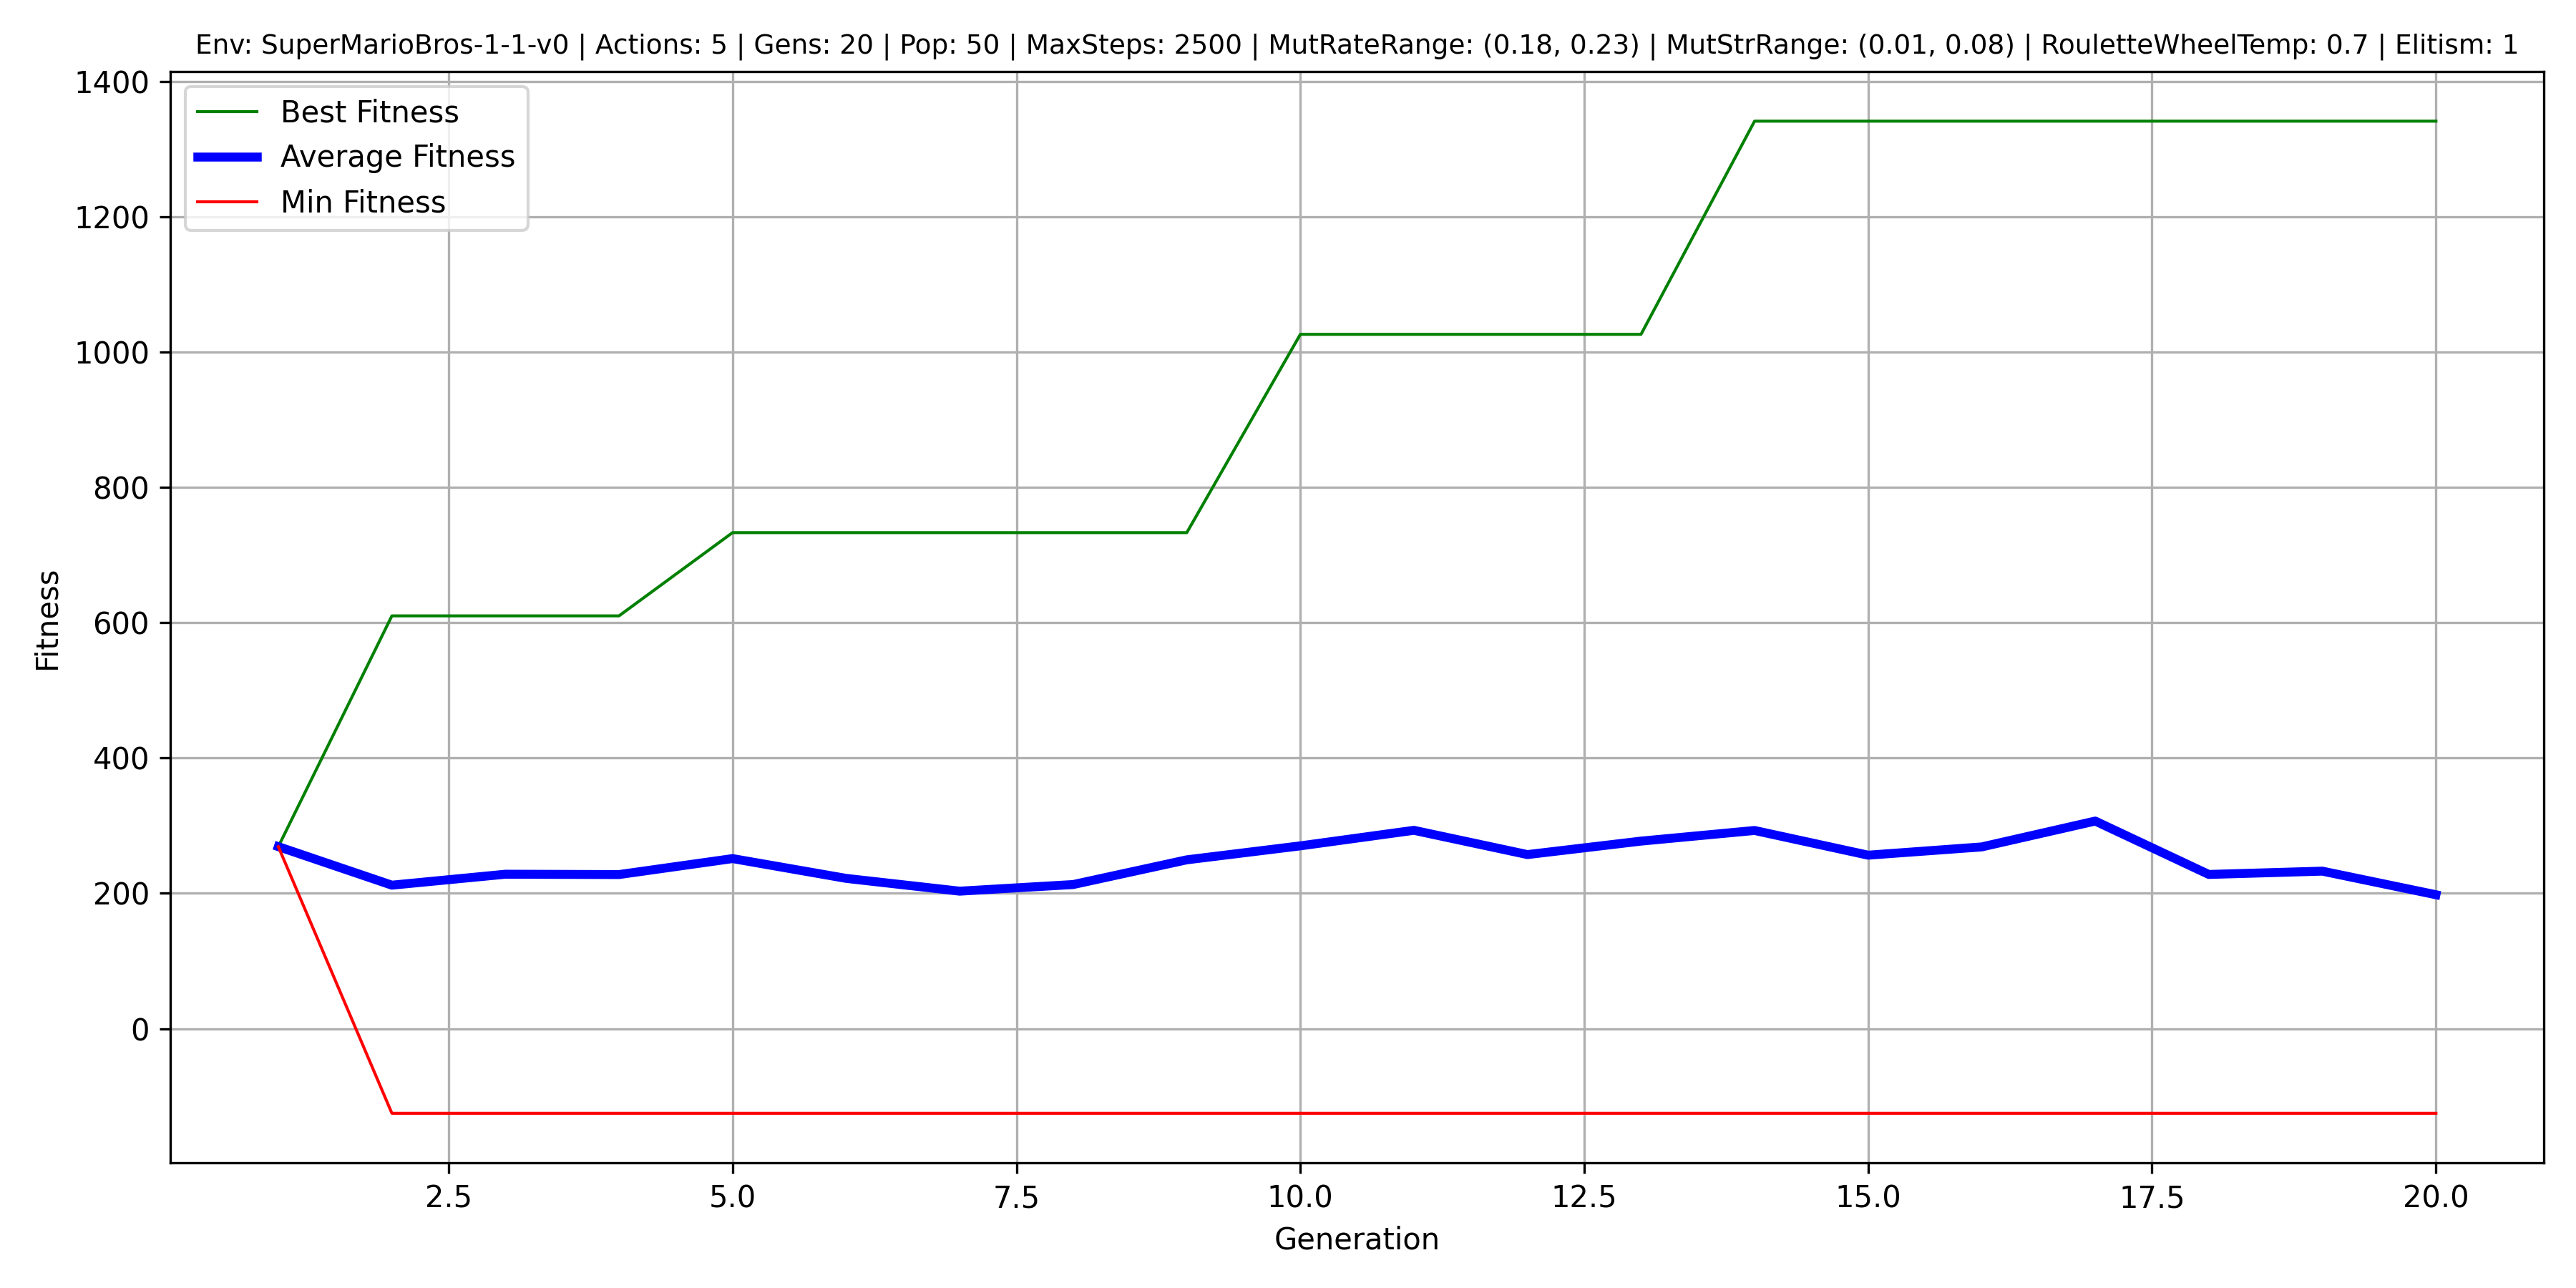 Env: SuperMarioBros-1-1-v0 | Actions: 5 | Gens: 20 | Pop: 50 | MaxSteps: 2500 | MutRateRange: (0.18, 0.23) | MutStrRange: (0.01, 0.08) | RouletteWheelTemp: 0.7 | Elitism: 1
Best Fitness
Average Fitness
Min Fitness
Fitness
1400
1200
1000
800
600
400
200
0
2.5 5.0 7.5 10.0 12.5 15.0 17.5 20.0
Generation